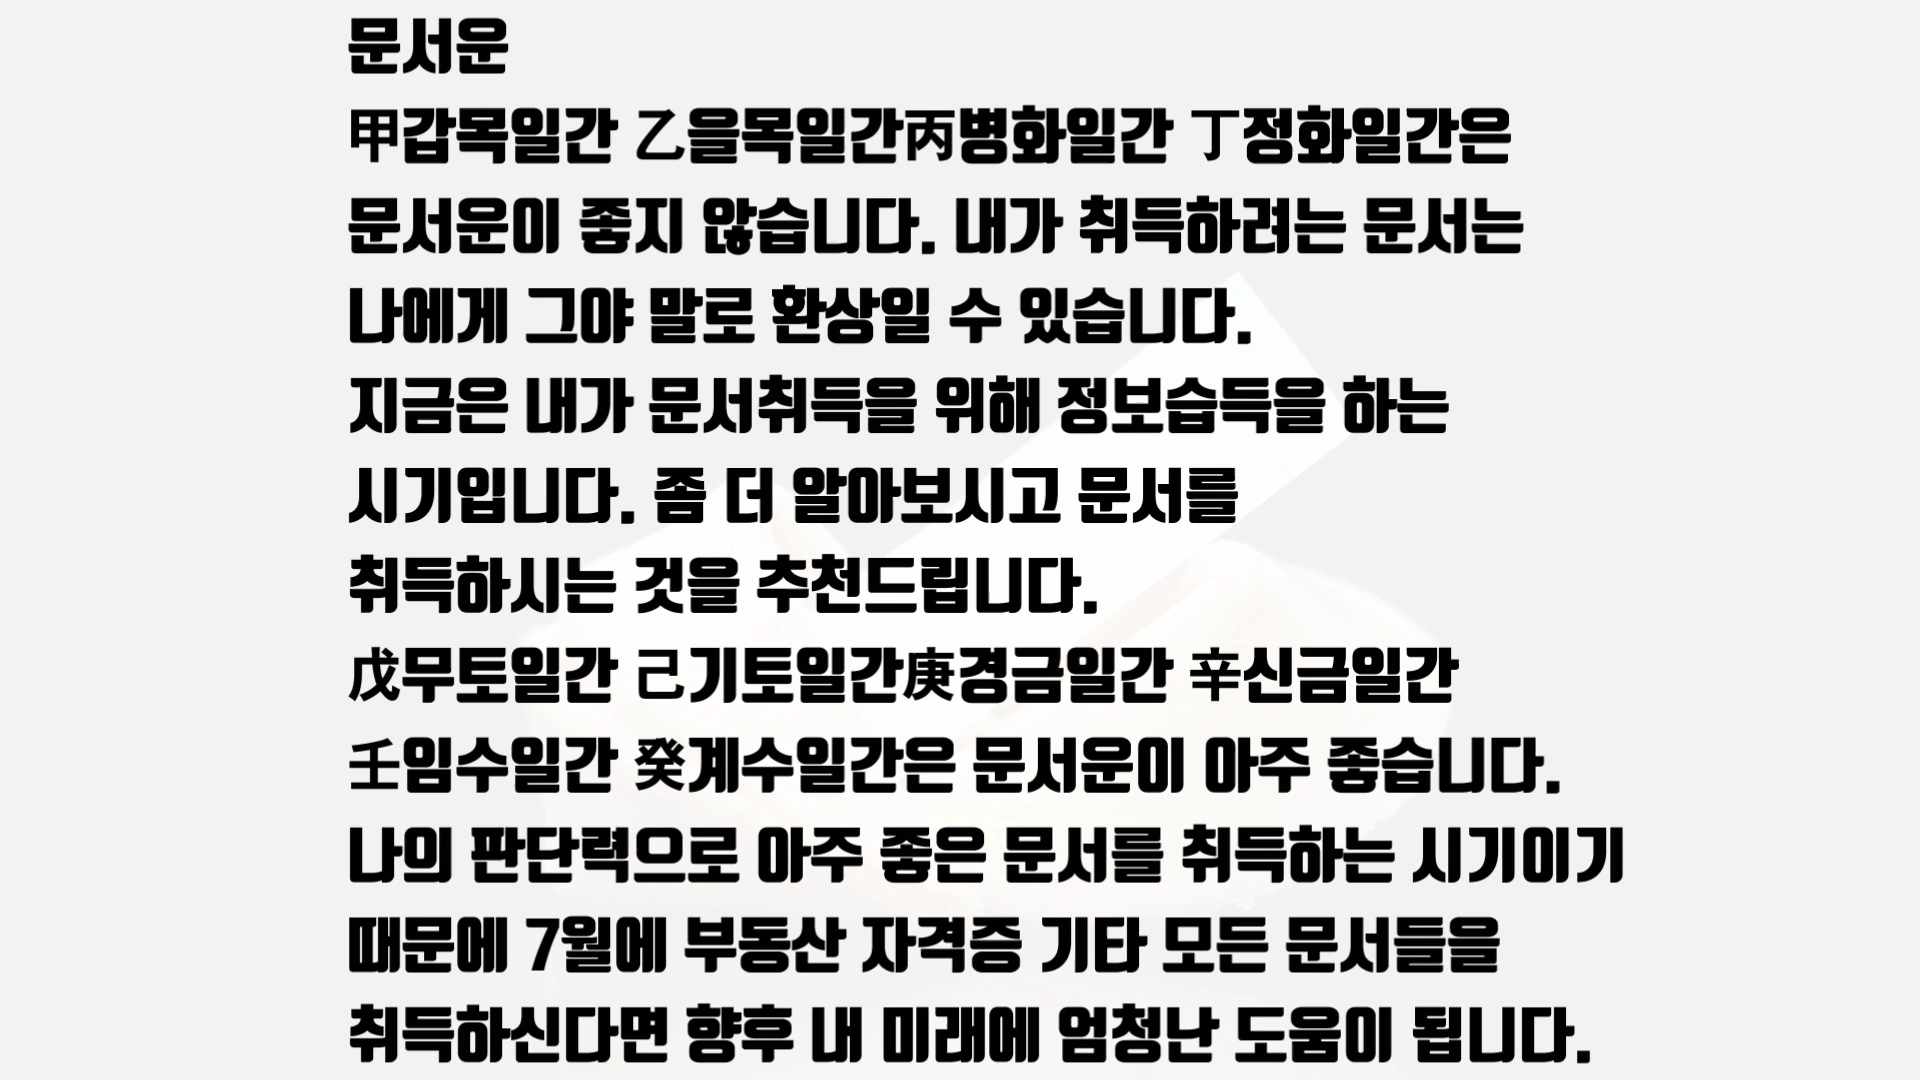 문서운
甲갑목일간 乙을목일간丙병화일간 丁정화일간은
문서운이 좋지 않습니다. 내가 취득하려는 문서는
나에게 그야 말로 환상일 수 있습니다.
지금은 내가 문서취득을 위해 정보습득을 하는
시기입니다. 좀 더 알아보시고 문서를
취득하시는 것을 추천드립니다.
戊무토일간 己기토일간庚경금일간 辛신금일간
壬임수일간 癸계수일간은 문서운이 아주 좋습니다.
나의 판단력으로 아주 좋은 문서를 취득하는 시기이기
때문에 7월에 부동산 자격증 기타 모든 문서들을
취득하신다면 향후 내 미래에 엄청난 도움이 됩니다.